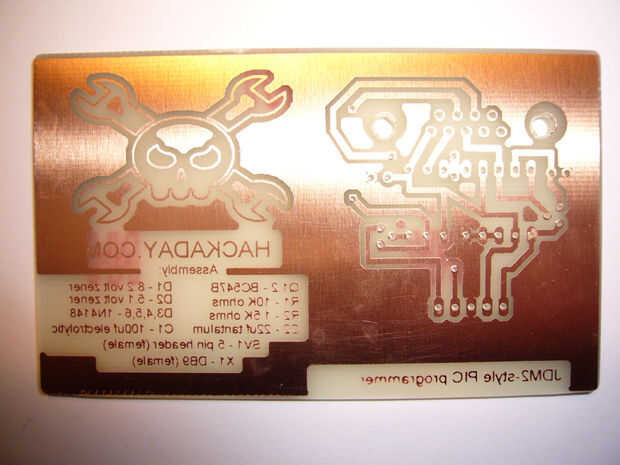 HACKADAY.COM
Assembly:
Q1,2 - BC547B D1 - 8.2 volt zener
R1 - 10K ohms D2 - 5.1 volt zener
R2 - 1.5K ohms D3,4,5,6 - 1N4148
C2 - 22uf tantalum C1 - 100uf electrolytic
SV1 - 5 pin header (female)
X1 - DB9 (female)
JDM2-style PIC programmer